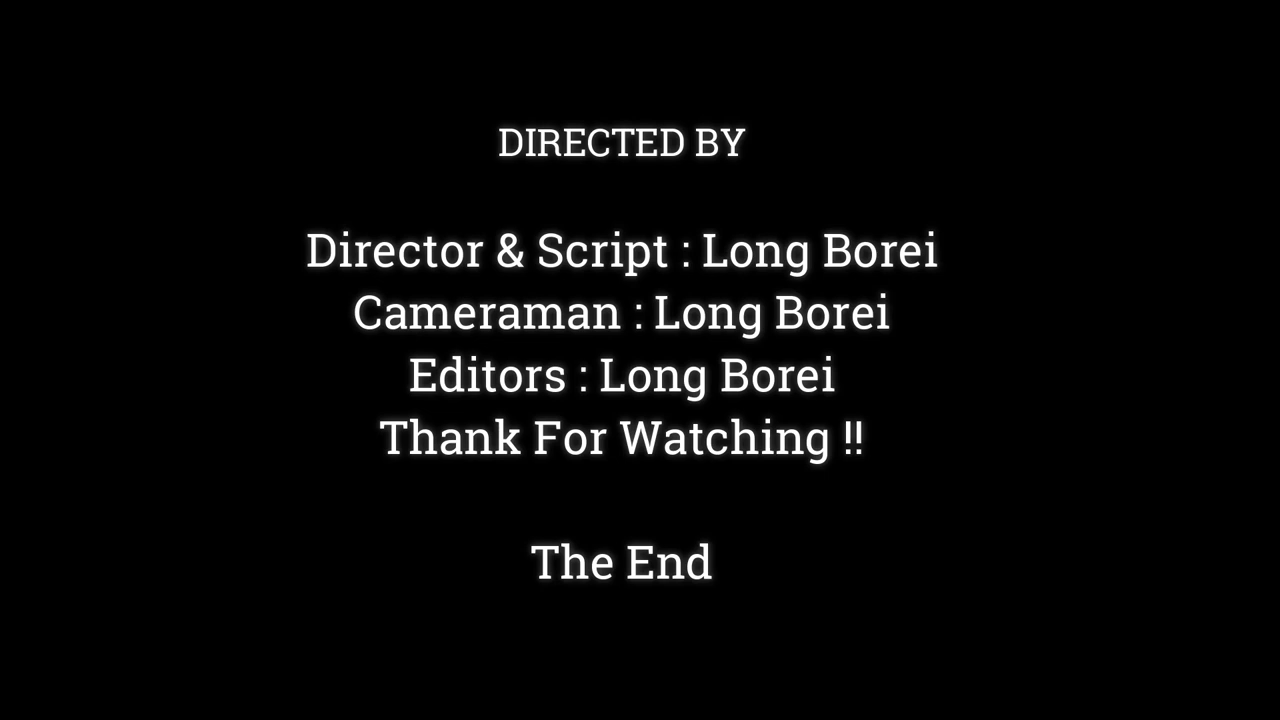 DIRECTED BY
Director & Script : Long Borei
Cameraman : Long Borei
Editors : Long Borei
Thank For Watching !!
The End